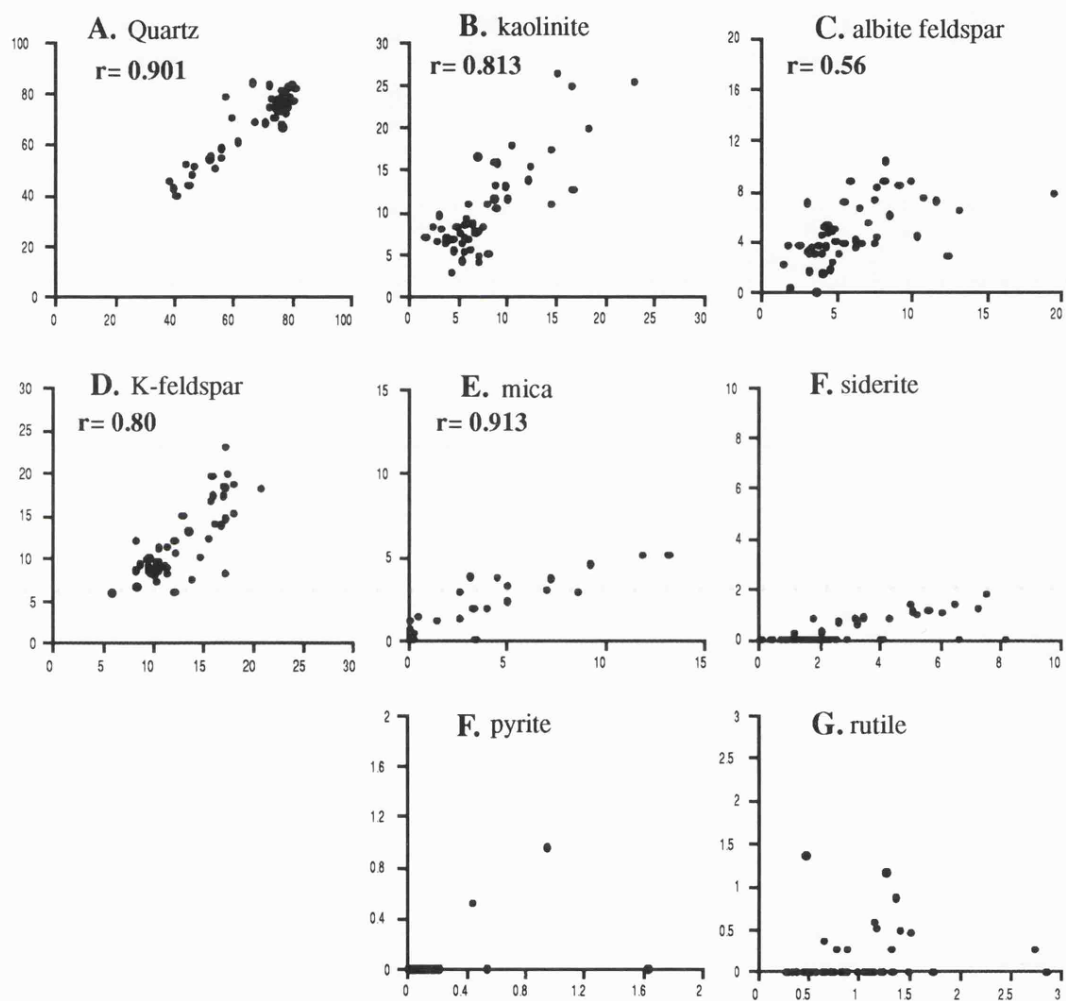 A. Quartz
r= 0.901
100
80
60
40
20
0
0 20 40 60 80 100
B. kaolinite
r= 0.813
30
25
20
15
10
5
0
0 5 10 15 20 25 30
C. albite feldspar
r= 0.56
20
16
12
8
4
0
0 5 10 15 20
D. K-feldspar
r= 0.80
30
25
20
15
10
5
0
0 5 10 15 20 25 30
E. mica
r= 0.913
15
10
5
0
0 5 10 15
F. siderite
10
8
6
4
2
0
0 2 4 6 8 10
F. pyrite
2
1.6
1.2
0.8
0.4
0
0 0.4 0.8 1.2 1.6 2
G. rutile
3
2.5
2
1.5
1
0.5
0
0 0.5 1 1.5 2 2.5 3